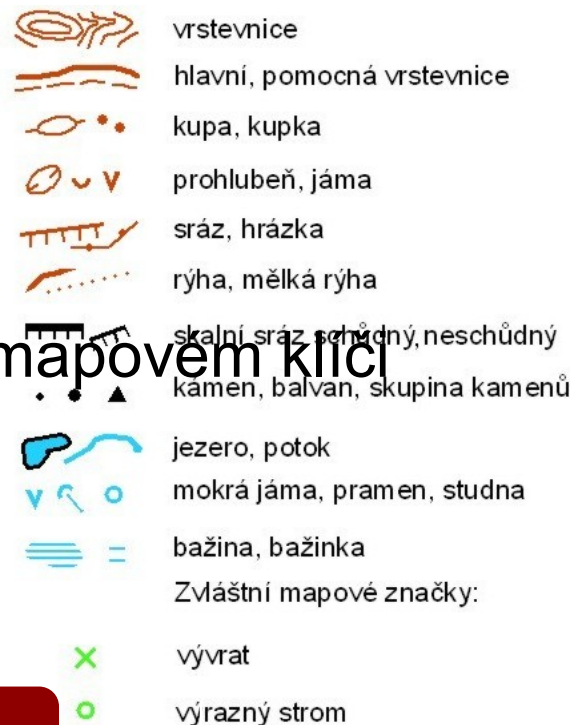 vrstevnice
hlavní, pomocná vrstevnice
kupa, kupka
prohlubeň, jáma
sráz, hrázka
rýha, mělká rýha
skalní sráz schůdný, neschůdný
mapovém klíči
kámen, balvan, skupina kamenů
jezero, potok
mokrá jáma, pramen, studna
bažina, bažinka
Zvláštní mapové značky:
vývrat
výrazný strom